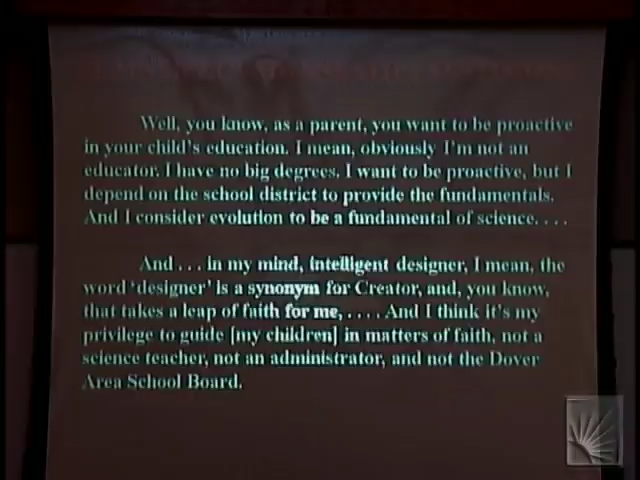 Well, you know, as a parent, you want to be proactive
in your child's education. I mean, obviously I'm not an
educator. I have no big degrees. I want to be proactive, but I
depend on the school district to provide the fundamentals.
And I consider evolution to be a fundamental of science. . . .
And . . . in my mind, intelligent designer, I mean, the
word 'designer' is a synonym for Creator, and, you know,
that takes a leap of faith for me, . . . . And I think it's my
privilege to guide [my children] in matters of faith, not a
science teacher, not an administrator, and not the Dover
Area School Board.